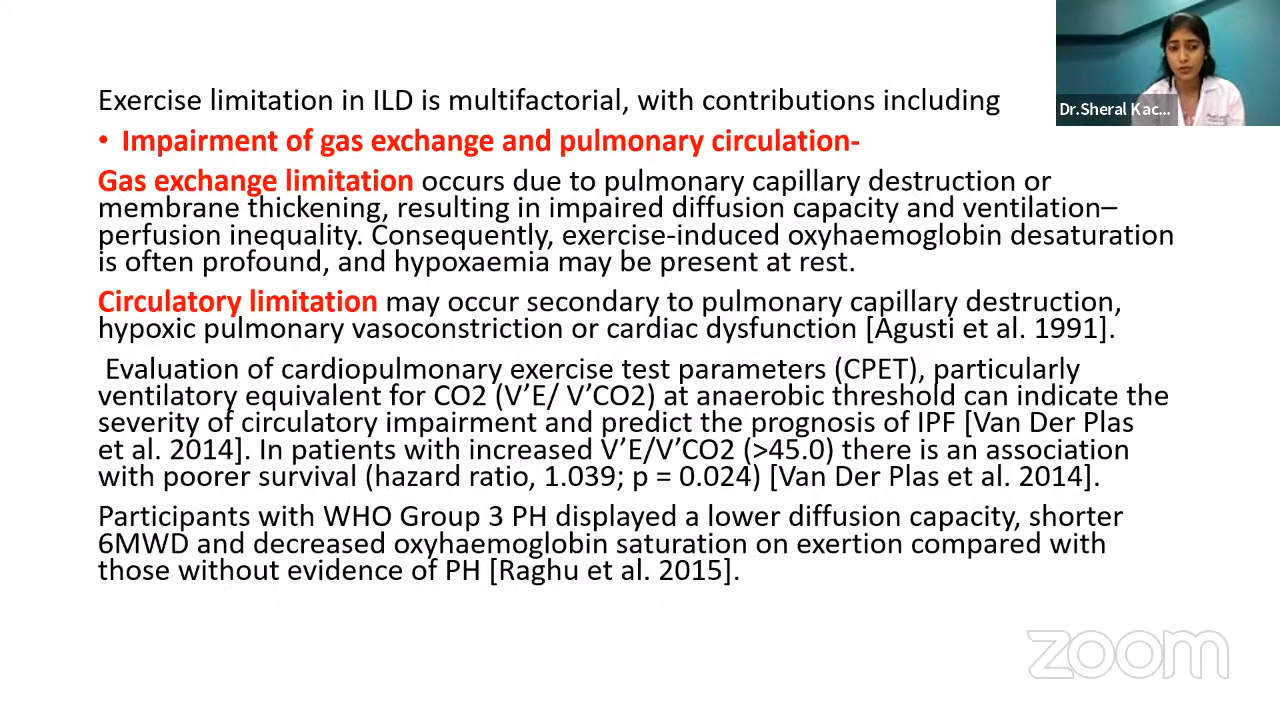 Exercise limitation in ILD is multifactorial, with contributions including
• Impairment of gas exchange and pulmonary circulation-
Gas exchange limitation occurs due to pulmonary capillary destruction or
membrane thickening, resulting in impaired diffusion capacity and ventilation–
perfusion inequality. Consequently, exercise-induced oxyhaemoglobin desaturation
is often profound, and hypoxaemia may be present at rest.
Circulatory limitation may occur secondary to pulmonary capillary destruction,
hypoxic pulmonary vasoconstriction or cardiac dysfunction [Agusti et al. 1991].
Evaluation of cardiopulmonary exercise test parameters (CPET), particularly
ventilatory equivalent for CO2 (V’E/ V’CO2) at anaerobic threshold can indicate the
severity of circulatory impairment and predict the prognosis of IPF [Van Der Plas
et al. 2014]. In patients with increased V’E/V’CO2 (>45.0) there is an association
with poorer survival (hazard ratio, 1.039; p = 0.024) [Van Der Plas et al. 2014].
Participants with WHO Group 3 PH displayed a lower diffusion capacity, shorter
6MWD and decreased oxyhaemoglobin saturation on exertion compared with
those without evidence of PH [Raghu et al. 2015].
Dr.Sheral Kac...
zoom